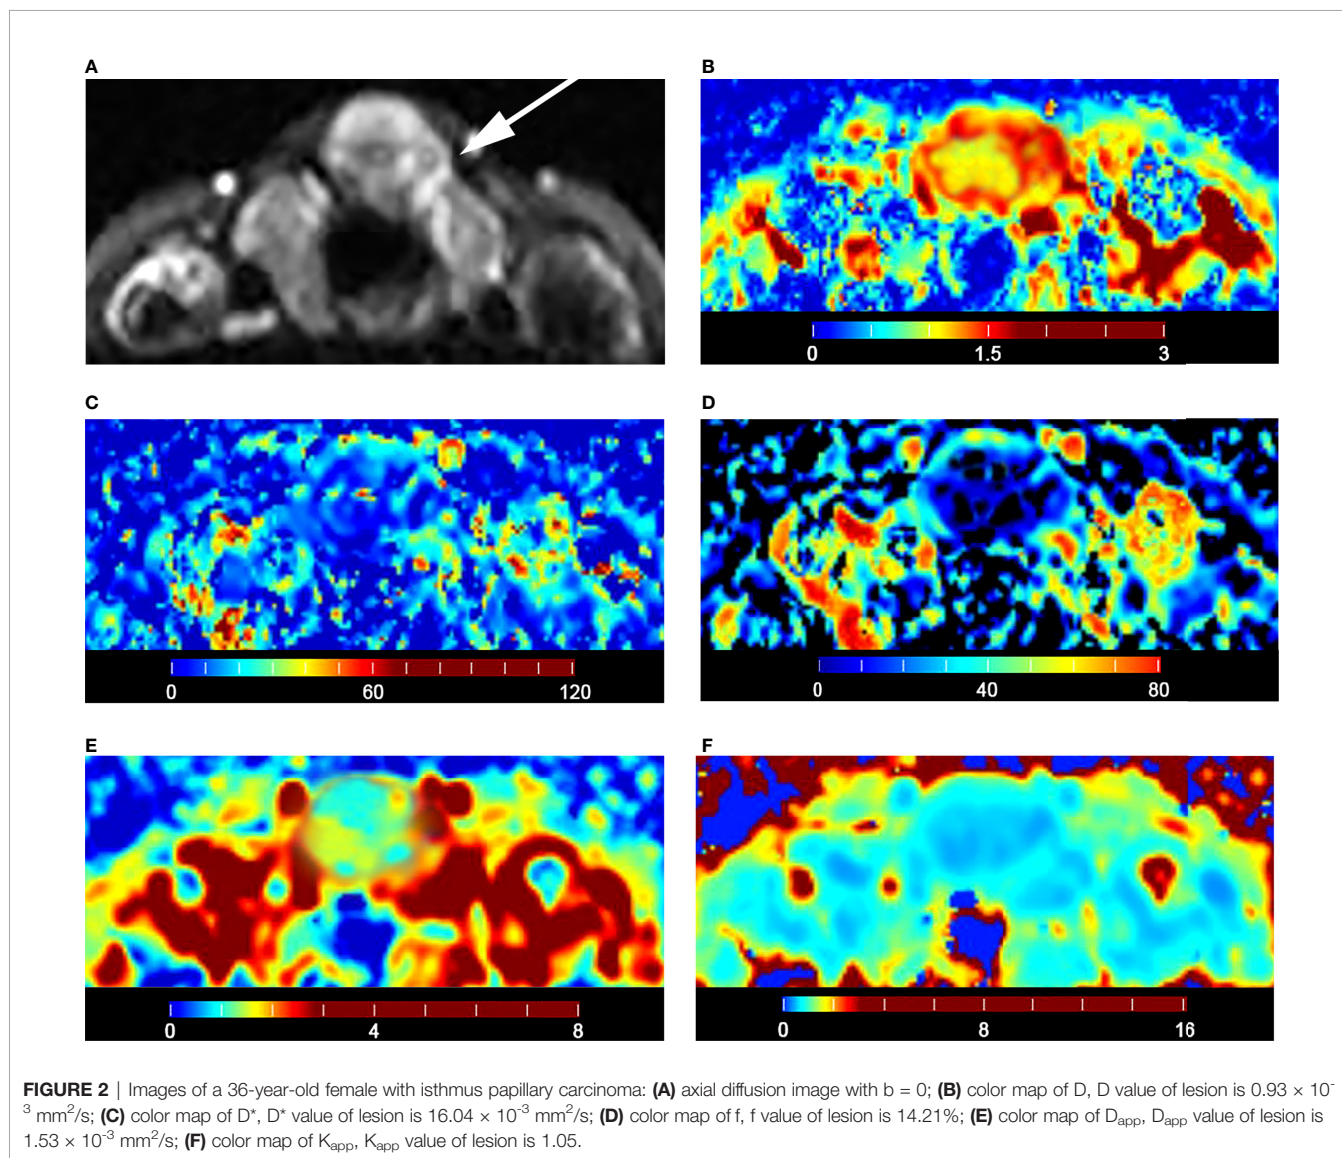 A
B
0 1.5 3
C
D
0 60 120
0 40 80
E
F
0 4 8
0 8 16
FIGURE 2 | Images of a 36-year-old female with isthmus papillary carcinoma: (A) axial diffusion image with b = 0; (B) color map of D, D value of lesion is 0.93 × 10-
3 mm2/s; (C) color map of D*, D* value of lesion is 16.04 × 10-3 mm2/s; (D) color map of f, f value of lesion is 14.21%; (E) color map of Dapp, Dapp value of lesion is
1.53 × 10-3 mm2/s; (F) color map of Kapp, Kapp value of lesion is 1.05.